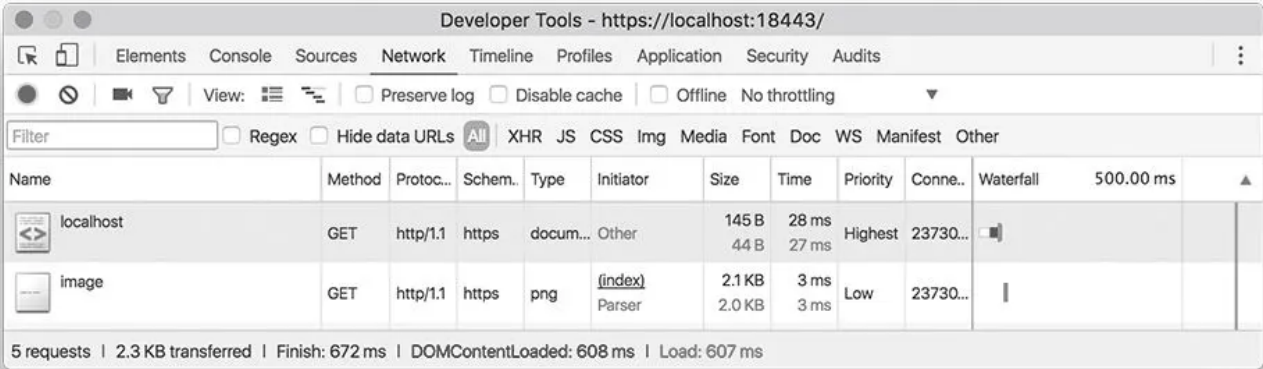 Developer Tools - https://localhost:18443/
Elements Console Sources Network Timeline Profiles Application Security Audits
View: Preserve log Disable cache Offline No throttling
Filter Regex Hide data URLs All XHR JS CSS Img Media Font Doc WS Manifest Other
Name Method Protoc... Schem.. Type Initiator Size Time Priority Conne.. Waterfall 500.00 ms
localhost GET http/1.1 https docum... Other 145 B 28 ms Highest 23730...
44 B 27 ms
image GET http/1.1 https png (index) 2.1 KB 3 ms Low 23730...
Parser 2.0 KB 3 ms
5 requests | 2.3 KB transferred | Finish: 672 ms | DOMContentLoaded: 608 ms | Load: 607 ms